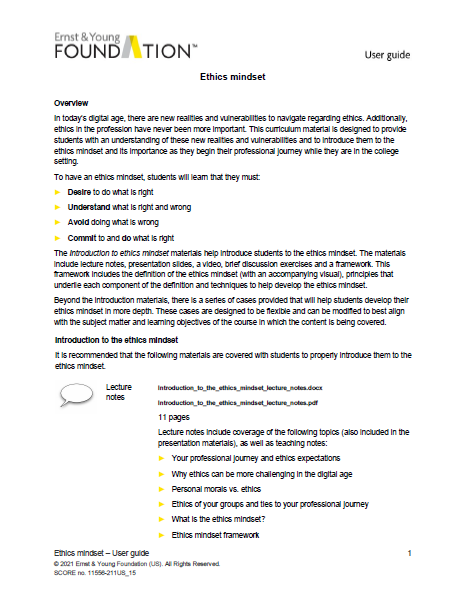 Ernst & Young
FOUNDATION™
User guide
Ethics mindset
Overview
In today's digital age, there are new realities and vulnerabilities to navigate regarding ethics. Additionally,
ethics in the profession have never been more important. This curriculum material is designed to provide
students with an understanding of these new realities and vulnerabilities and to introduce them to the
ethics mindset and its importance as they begin their professional journey while they are in the college
setting.
To have an ethics mindset, students will learn that they must:
► Desire to do what is right
► Understand what is right and wrong
► Avoid doing what is wrong
► Commit to and do what is right
The Introduction to ethics mindset materials help introduce students to the ethics mindset. The materials
include lecture notes, presentation slides, a video, brief discussion exercises and a framework. This
framework includes the definition of the ethics mindset (with an accompanying visual), principles that
underlie each component of the definition and techniques to help develop the ethics mindset.
Beyond the introduction materials, there is a series of cases provided that will help students develop their
ethics mindset in more depth. These cases are designed to be flexible and can be modified to best align
with the subject matter and learning objectives of the course in which the content is being covered.
Introduction to the ethics mindset
It is recommended that the following materials are covered with students to properly introduce them to the
ethics mindset.
Lecture
notes
Introduction_to_the_ethics_mindset_lecture_notes.docx
Introduction_to_the_ethics_mindset_lecture_notes.pdf
11 pages
Lecture notes include coverage of the following topics (also included in the
presentation materials), as well as teaching notes:
► Your professional journey and ethics expectations
► Why ethics can be more challenging in the digital age
► Personal morals vs. ethics
► Ethics of your groups and ties to your professional journey
► What is the ethics mindset?
► Ethics mindset framework
Ethics mindset – User guide
1
© 2021 Ernst & Young Foundation (US). All Rights Reserved.
SCORE no. 11556-211US_15